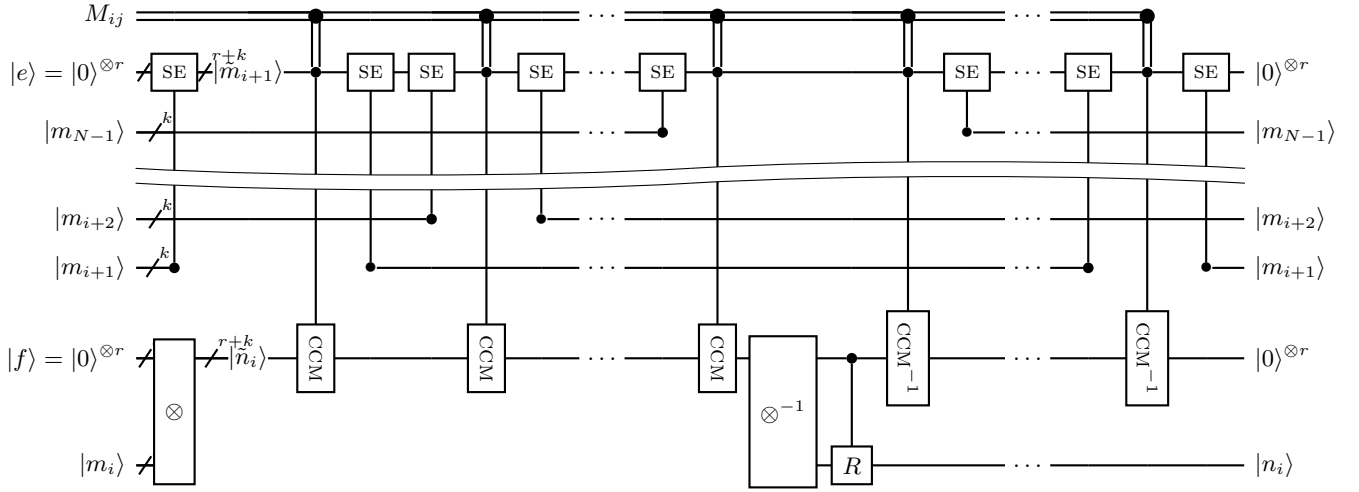 M_{ij} ··· ···
|e⟩ = |0⟩^{⊗r} SE r+k |m̃_{i+1}⟩ SE SE SE ··· SE SE ··· SE SE |0⟩^{⊗r}
|m_{N−1}⟩ k ··· ··· |m_{N−1}⟩
|m_{i+2}⟩ k ··· ··· |m_{i+2}⟩
|m_{i+1}⟩ k ··· ··· |m_{i+1}⟩
|f⟩ = |0⟩^{⊗r} r+k |ñ_i⟩ CCM CCM ··· CCM CCM^{−1} ··· CCM^{−1} |0⟩^{⊗r}
⊗ ⊗^{−1}
|m_i⟩ R ··· |n_i⟩